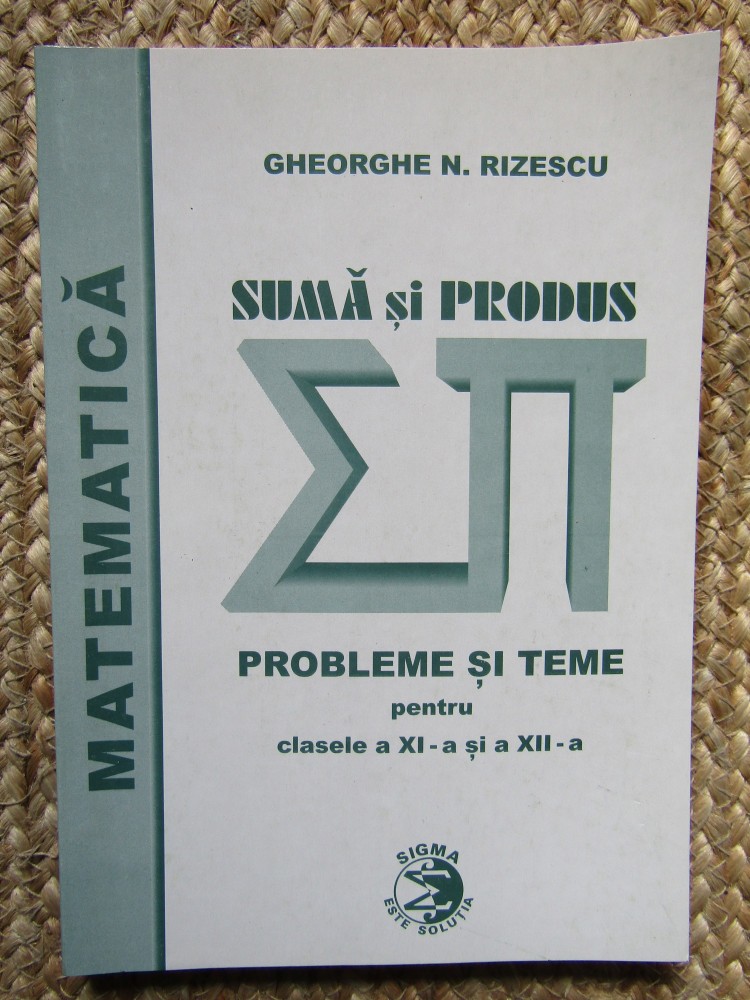 MATEMATICĂ
GHEORGHE N. RIZESCU
SUMĂ și PRODUS
ΣΠ
PROBLEME ȘI TEME
pentru
clasele a XI - a și a XII - a
SIGMA
ESTE SOLUȚIA